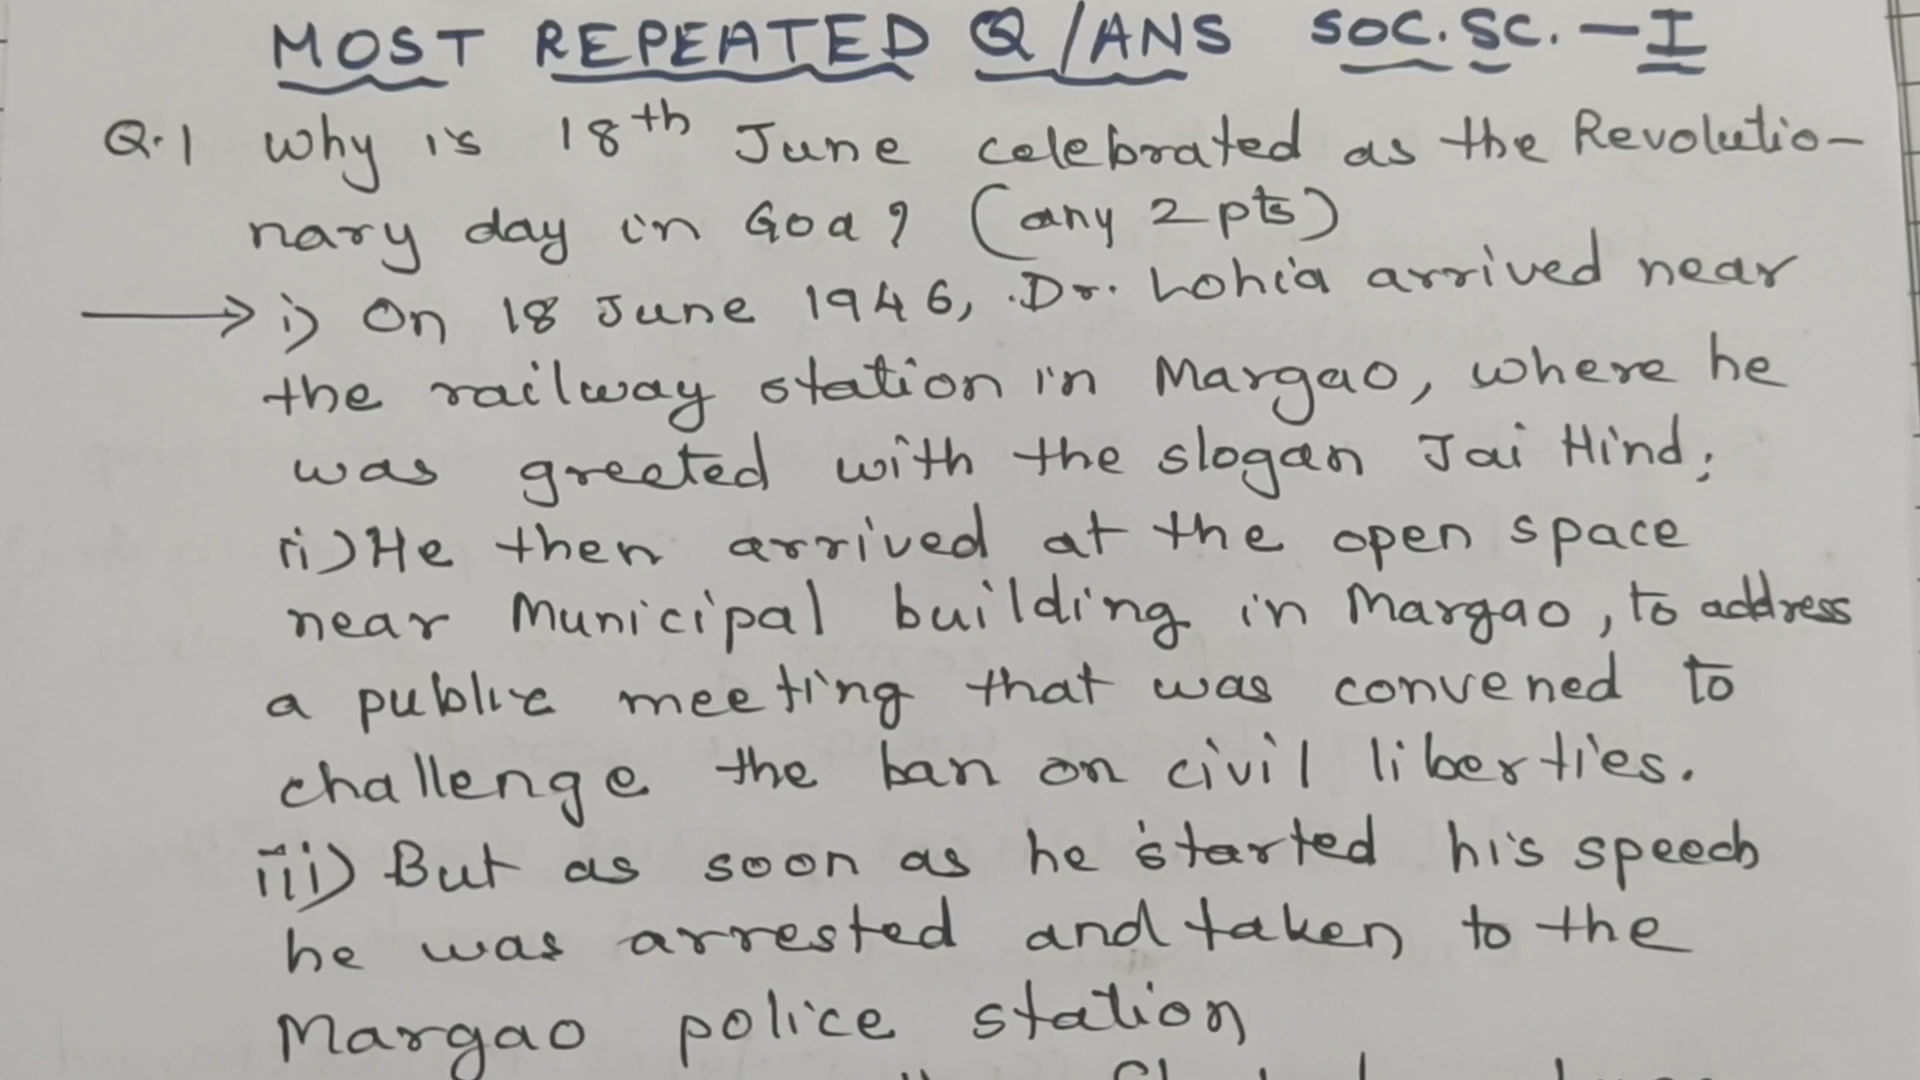 MOST REPEATED Q/ANS SOC.SC.-I
Q.1 Why is 18th June celebrated as the Revolutio-
nary day in Goa? (any 2 pts)
→ i) On 18 June 1946, Dr. Lohia arrived near
the railway station in Margao, where he
was greeted with the slogan Jai Hind;
ii) He then arrived at the open space
near Municipal building in Margao, to address
a public meeting that was convened to
challenge the ban on civil liberties.
iii) But as soon as he started his speech
he was arrested and taken to the
Margao police station